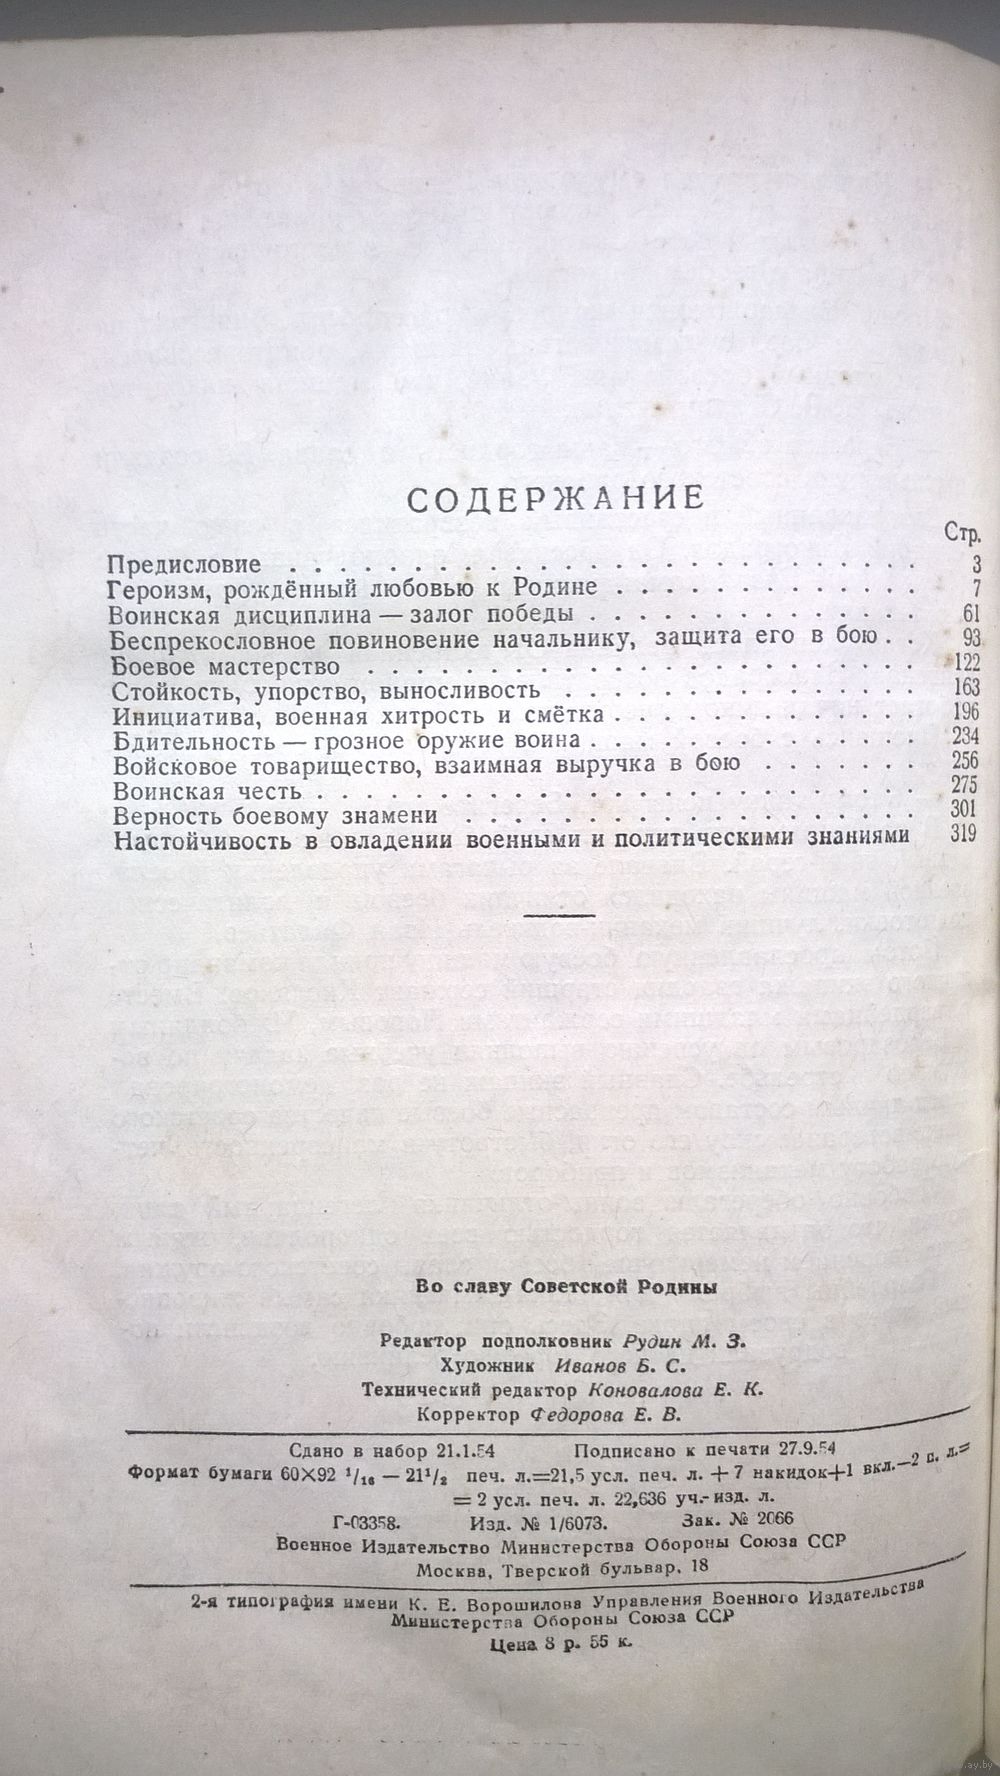 СОДЕРЖАНИЕ
Стр.
Предисловие . . . . . . . . . . . . . . . . . . . . . . . . 3
Героизм, рождённый любовью к Родине . . . . . . . . . . . . 7
Воинская дисциплина — залог победы . . . . . . . . . . . . . 61
Беспрекословное повиновение начальнику, защита его в бою . . 93
Боевое мастерство . . . . . . . . . . . . . . . . . . . . . 122
Стойкость, упорство, выносливость . . . . . . . . . . . . . 163
Инициатива, военная хитрость и смётка . . . . . . . . . . . 196
Бдительность — грозное оружие воина . . . . . . . . . . . . 234
Войсковое товарищество, взаимная выручка в бою . . . . . . . 256
Воинская честь . . . . . . . . . . . . . . . . . . . . . . 275
Верность боевому знамени . . . . . . . . . . . . . . . . . 301
Настойчивость в овладении военными и политическими знаниями 319
Во славу Советской Родины
Редактор подполковник Рудин М. З.
Художник Иванов Б. С.
Технический редактор Коновалова Е. К.
Корректор Федорова Е. В.
Сдано в набор 21.1.54 Подписано к печати 27.9.54
Формат бумаги 60×92 1/16 — 21 1/2 печ. л.=21,5 усл. печ. л. + 7 накидок+1 вкл.—2 п. л.=
= 2 усл. печ. л. 22,636 уч.-изд. л.
Г-03358. Изд. № 1/6073. Зак. № 2066
Военное Издательство Министерства Обороны Союза ССР
Москва, Тверской бульвар, 18
2-я типография имени К. Е. Ворошилова Управления Военного Издательства
Министерства Обороны Союза ССР
Цена 8 р. 55 к.